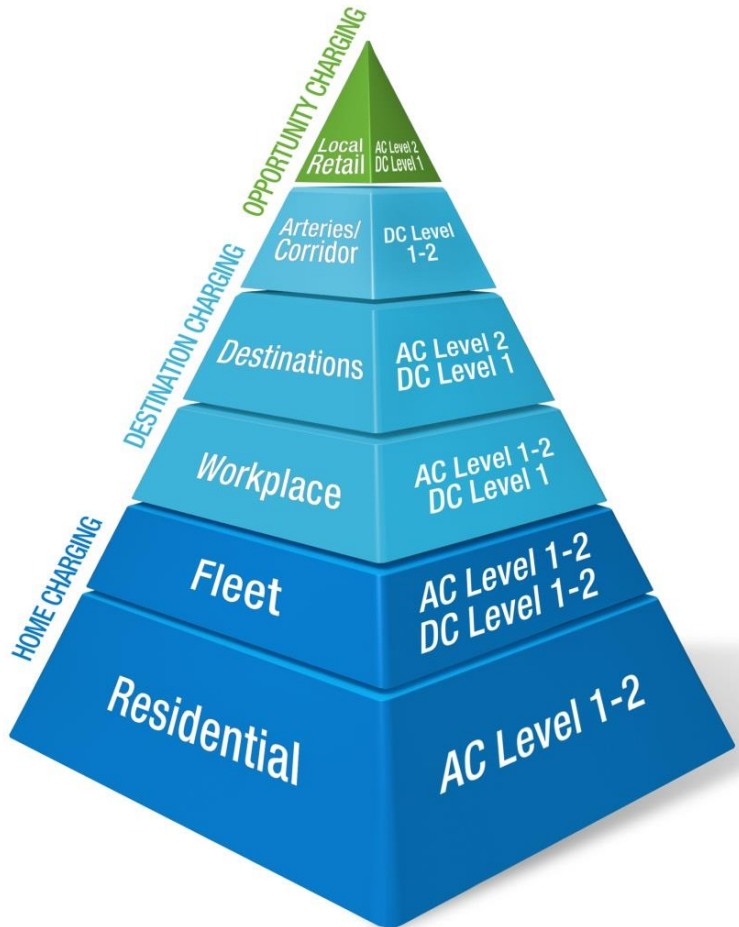 OPPORTUNITY CHARGING
Local
Retail
AC Level 2
DC Level 1
DESTINATION CHARGING
Arteries/
Corridor
DC Level
1-2
Destinations
AC Level 2
DC Level 1
Workplace
AC Level 1-2
DC Level 1
HOME CHARGING
Fleet
AC Level 1-2
DC Level 1-2
Residential
AC Level 1-2